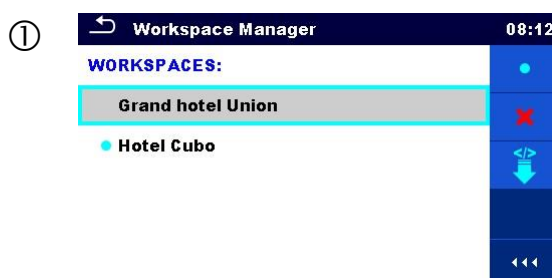 ①
Workspace Manager 08:12
WORKSPACES:
Grand hotel Union
Hotel Cubo
</>